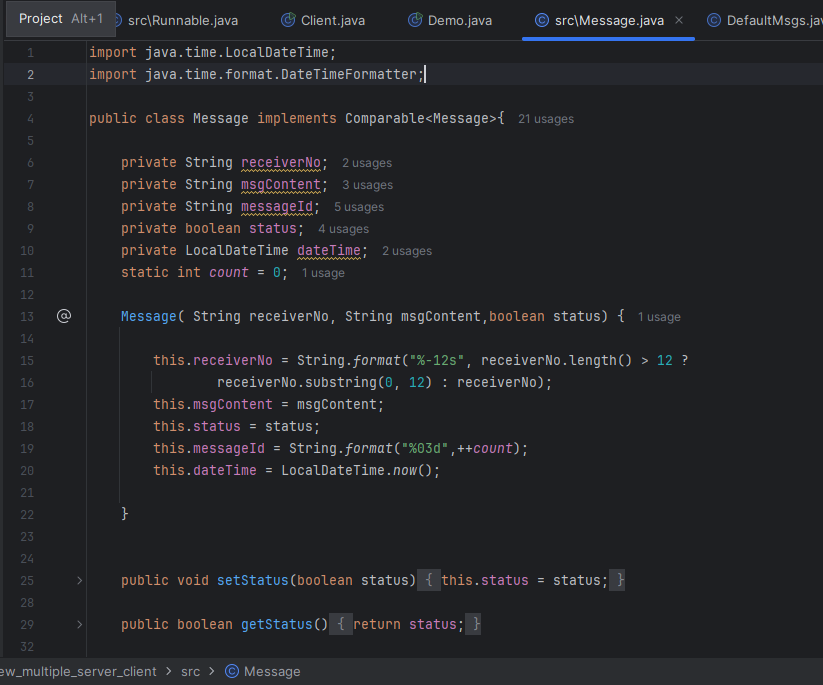 Project Alt+1 src\Runnable.java Client.java Demo.java src\Message.java × DefaultMsgs.jav
1 import java.time.LocalDateTime;
2 import java.time.format.DateTimeFormatter;
3
4 public class Message implements Comparable<Message>{ 21 usages
5
6 private String receiverNo; 2 usages
7 private String msgContent; 3 usages
8 private String messageId; 5 usages
9 private boolean status; 4 usages
10 private LocalDateTime dateTime; 2 usages
11 static int count = 0; 1 usage
12
13 @ Message( String receiverNo, String msgContent,boolean status) { 1 usage
14
15 this.receiverNo = String.format("%-12s", receiverNo.length() > 12 ?
16 receiverNo.substring(0, 12) : receiverNo);
17 this.msgContent = msgContent;
18 this.status = status;
19 this.messageId = String.format("%03d",++count);
20 this.dateTime = LocalDateTime.now();
21
22 }
23
24
25 public void setStatus(boolean status) { this.status = status; }
28
29 public boolean getStatus() { return status; }
32
ew_multiple_server_client > src > Message